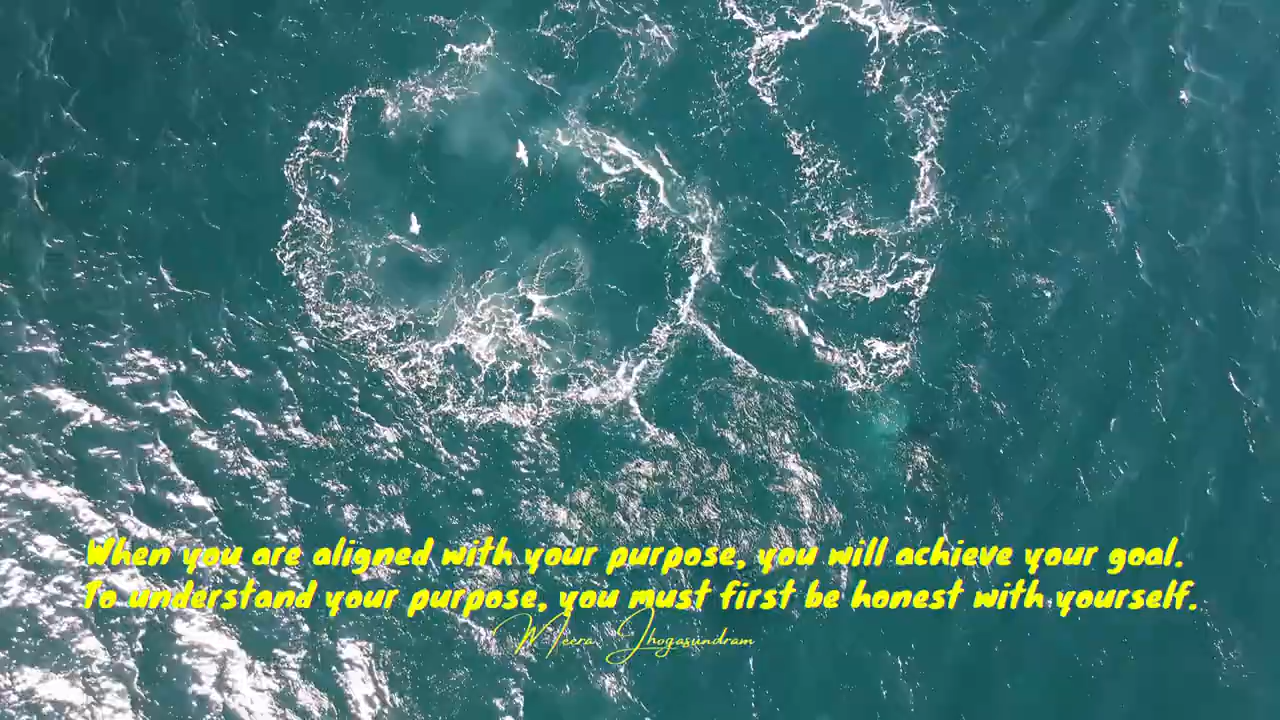 When you are aligned with your purpose, you will achieve your goal.
To understand your purpose, you must first be honest with yourself.
Meera Jhogasundram